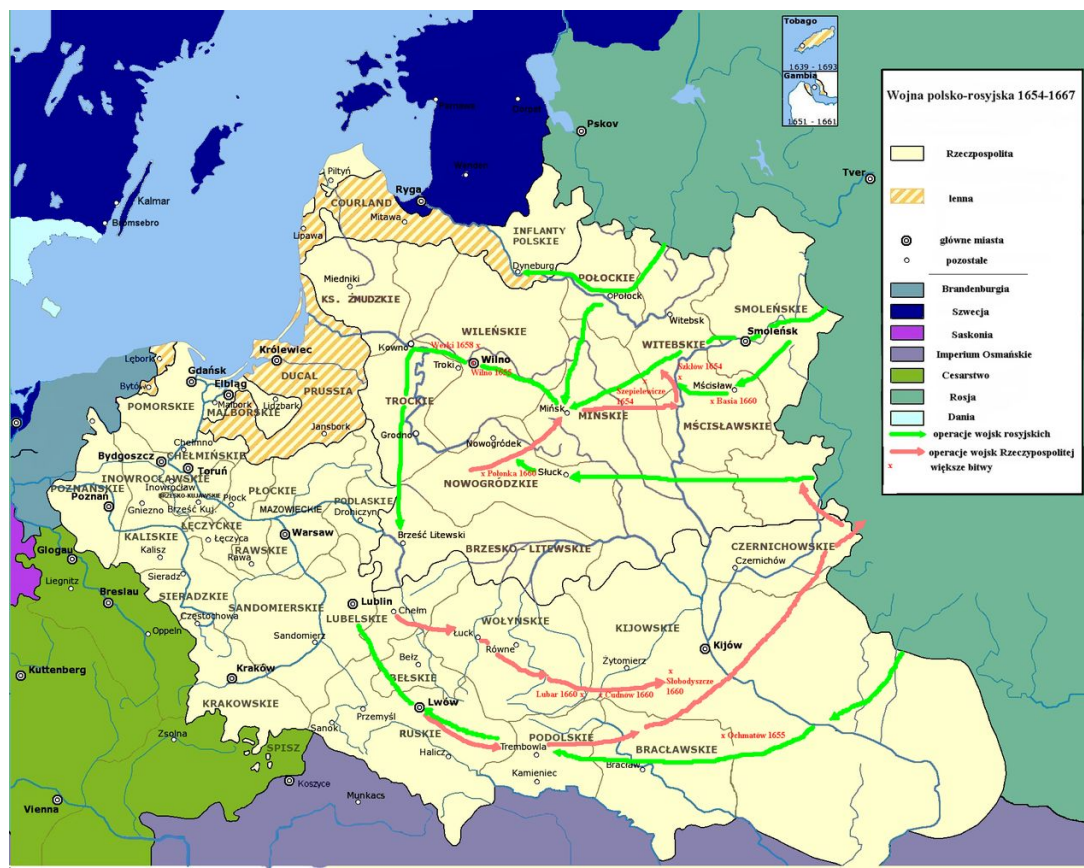 Tobago
1639 - 1693
Gambia
1651 - 1661
Wojna polsko-rosyjska 1654-1667
Rzeczpospolita
lenna
główne miasta
pozostałe
Brandenburgia
Szwecja
Saskonia
Imperium Osmańskie
Cesarstwo
Rosja
Dania
operacje wojsk rosyjskich
operacje wojsk Rzeczypospolitej
x
większe bitwy
Pskov
Tver
Kalmar
Bromsebro
Piltyń
Ryga
COURLAND
Mitawa
Lipawa
INFLANTY
POLSKIE
Dyneburg
POŁOCKIE
Połock
Miedniki
KS. ŻMUDZKIE
Witebsk
SMOLEŃSKIE
Smoleńsk
WILEŃSKIE
WITEBSKIE
Kowno
Werki 1658 x
Wilno
Troki
Wilno 1655
Szkłow 1654
x
x
Szepielewicze
1654
Mścisław
x Basia 1660
Królewiec
DUCAL
PRUSSIA
Lębork
Bytów
Gdańsk
Elbląg
Malbork
MALBORSKIE
Lidzbark
Jansbork
POMORSKIE
TROCKIE
Mińsk
MIŃSKIE
MŚCISŁAWSKIE
Grodno
Nowogródek
Słuck
x Połonka 1660
NOWOGRÓDZKIE
Chełmno
CHEŁMIŃSKIE
Bydgoszcz
Toruń
INOWROCŁAWSKIE
Inowrocław
BRZESKO-KUJAWSKIE
POZNAŃSKIE
Poznań
Gniezno
Brześć Kuj.
Płock
PŁOCKIE
MAZOWIECKIE
PODLASKIE
Drohiczyn
ŁĘCZYCKIE
Łęczyca
Warsaw
KALISKIE
Kalisz
RAWSKIE
Rawa
Brześć Litewski
BRZESKO - LITEWSKIE
CZERNICHOWSKIE
Czernichów
Glogau
Liegnitz
Breslau
Sieradz
SIERADZKIE
Oppeln
Częstochowa
SANDOMIERSKIE
Sandomierz
Lublin
LUBELSKIE
Chełm
Łuck
WOŁYŃSKIE
Równe
KIJOWSKIE
Kijów
Żytomierz
Kuttenberg
Kraków
KRAKOWSKIE
Bełz
BEŁSKIE
x
Słobodyszcze
1660
Lubar 1660 x
x Cudnow 1660
Lwów
Przemyśl
Sanok
RUSKIE
Halicz
Trembowla
PODOLSKIE
Kamieniec
BRACŁAWSKIE
Bracław
x Ochmatow 1655
Zsolna
SPISZ
Koszyce
Munkacs
Vienna